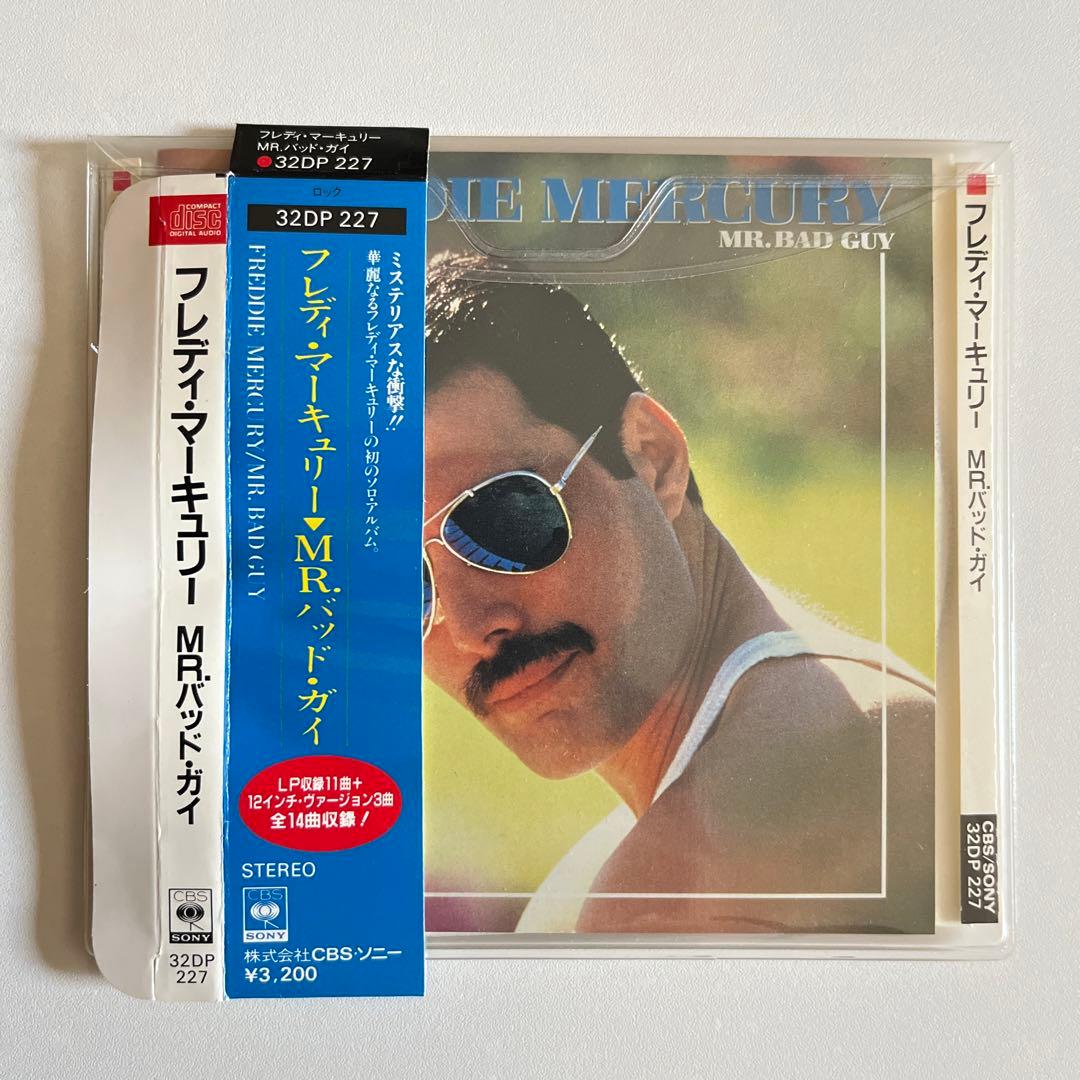 フレディ・マーキュリー
MR.バッド・ガイ
32DP 227
ロック
32DP 227
ミステリアスな衝撃!!
華麗なるフレディ・マーキュリーの初のソロ・アルバム。
フレディ・マーキュリー▼MR.バッド・ガイ
FREDDIE MERCURY/MR. BAD GUY
LP収録11曲+
12インチ・ヴァージョン3曲
全14曲収録!
STEREO
CBS
SONY
株式会社CBS・ソニー
¥3,200
COMPACT
disc
DIGITAL AUDIO
フレディ・マーキュリー MR.バッド・ガイ
CBS
SONY
32DP
227
DIE MERCURY
MR. BAD GUY
フレディ・マーキュリー MR.バッド・ガイ
CBS/SONY
32DP 227